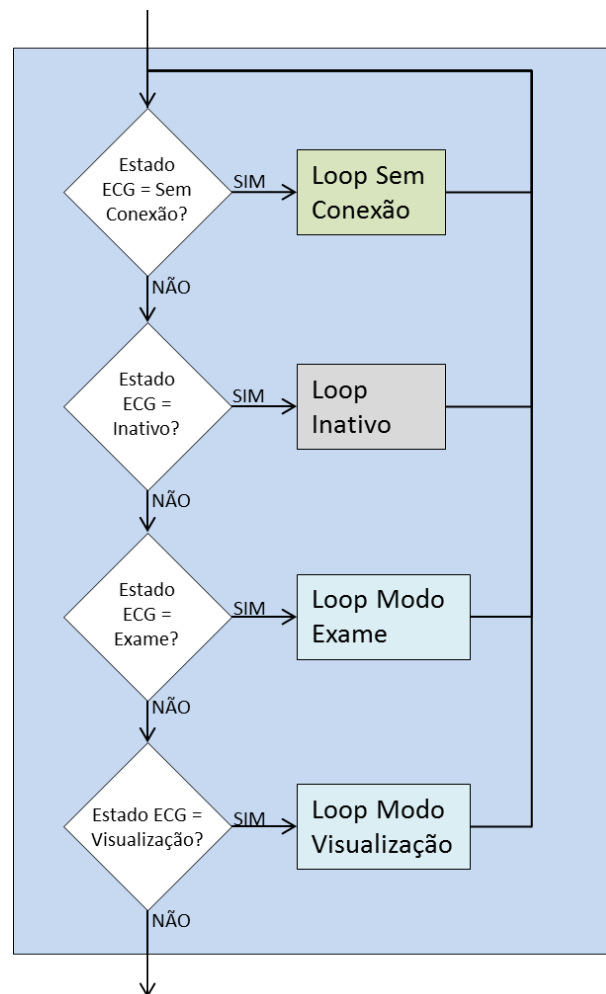 Estado
ECG = Sem
Conexão?
SIM
Loop Sem
Conexão
NÃO
Estado
ECG =
Inativo?
SIM
Loop
Inativo
NÃO
Estado
ECG =
Exame?
SIM
Loop Modo
Exame
NÃO
Estado ECG =
Visualização?
SIM
Loop Modo
Visualização
NÃO